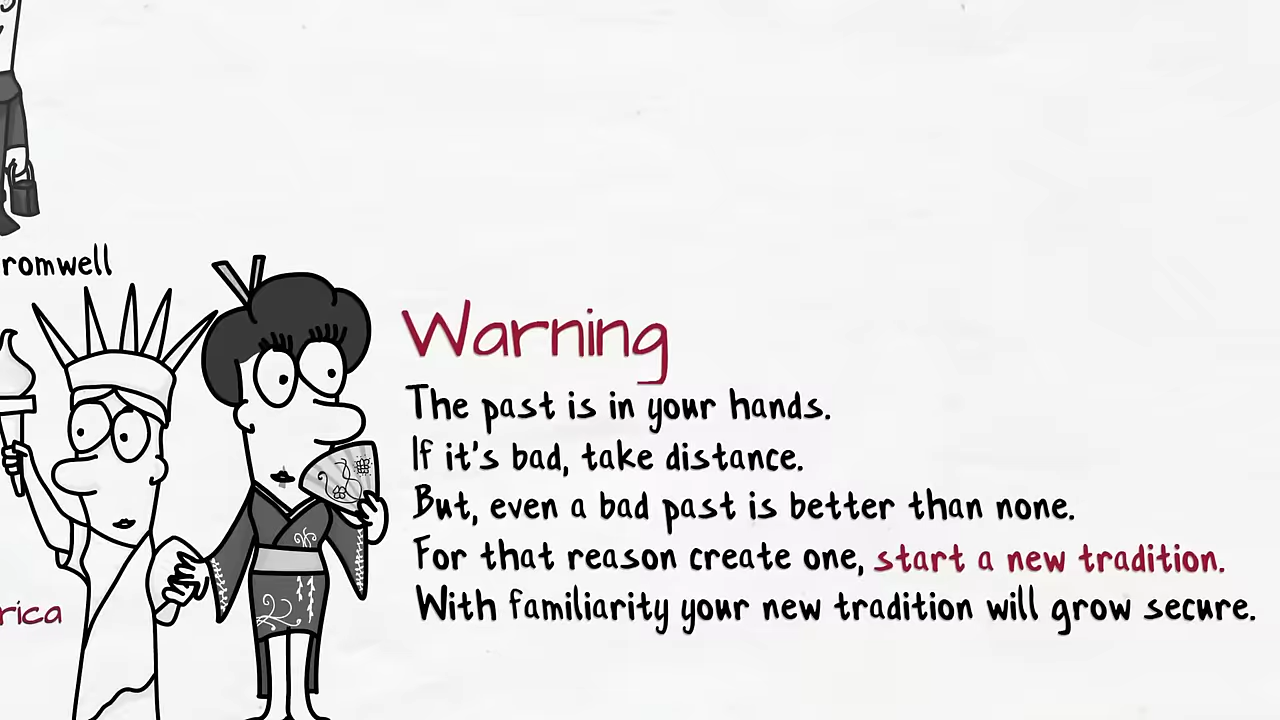 romwell
Warning
The past is in your hands.
If it's bad, take distance.
But, even a bad past is better than none.
For that reason create one, start a new tradition.
rica
With familiarity your new tradition will grow secure.